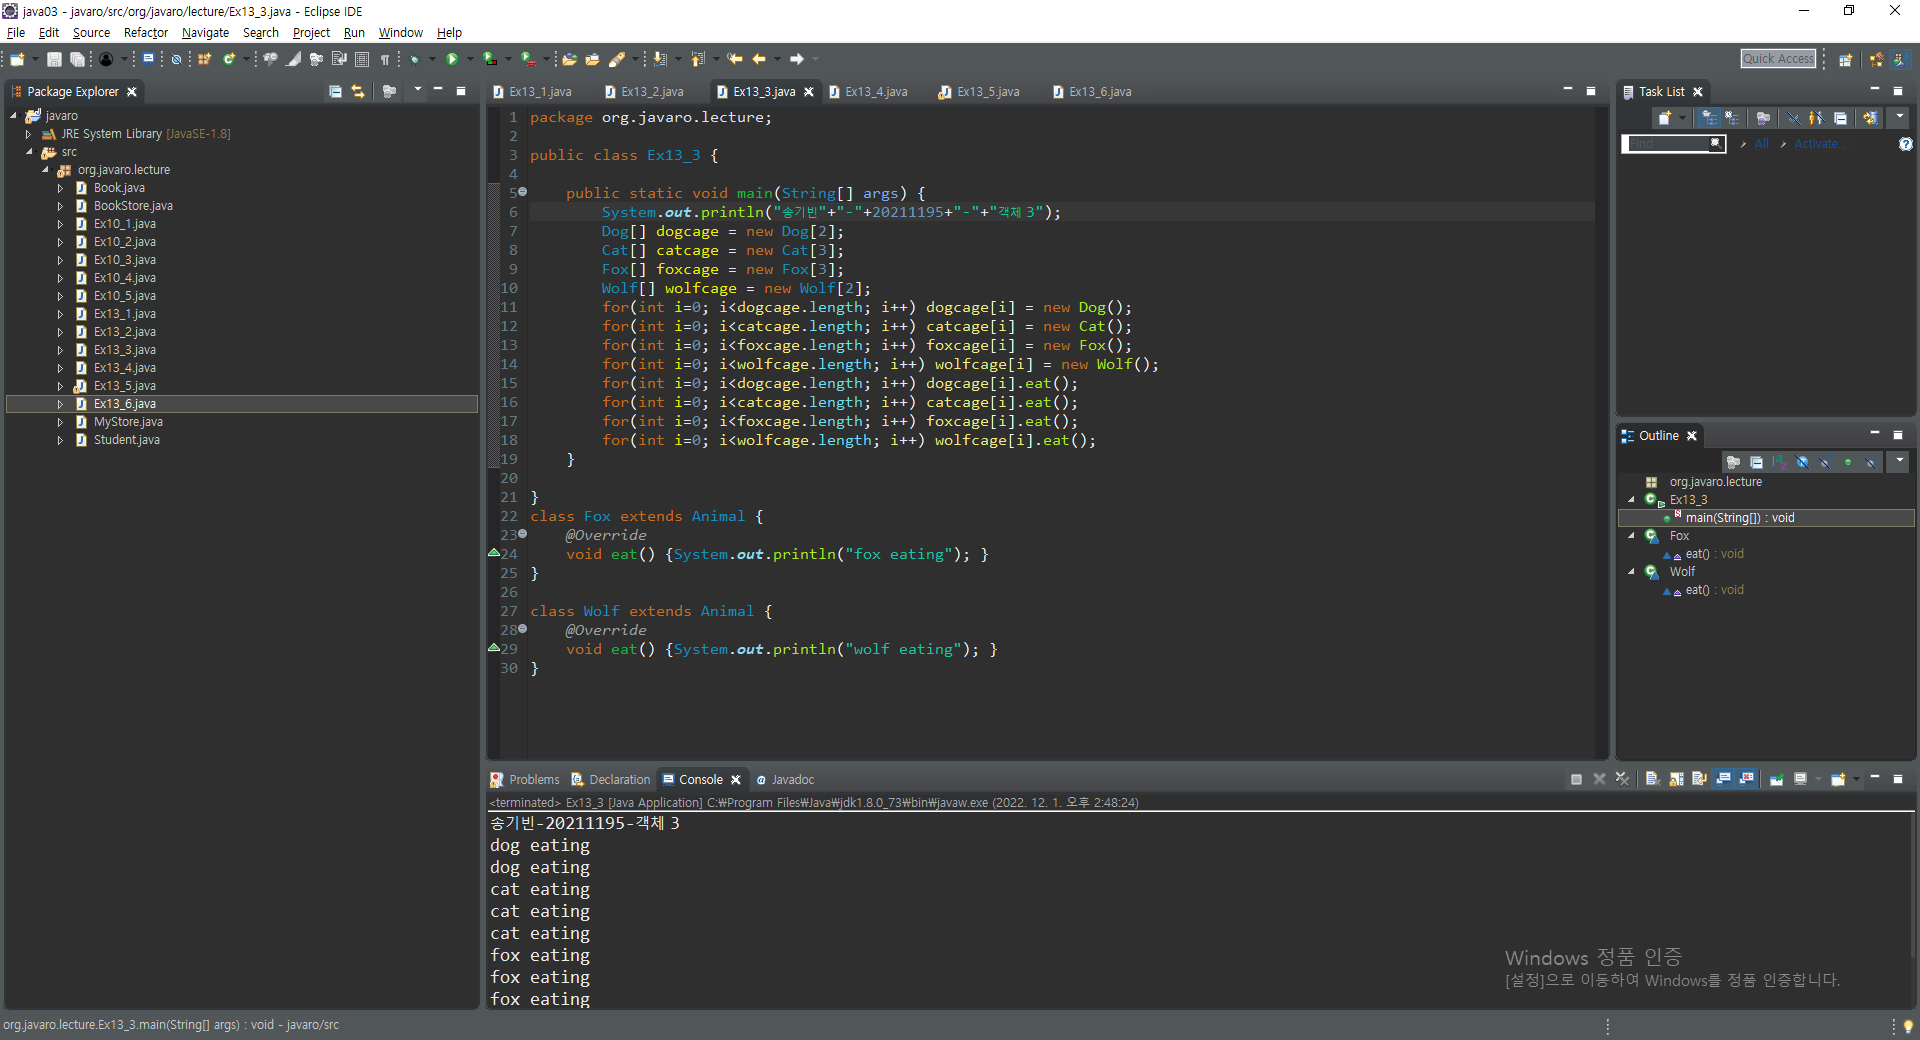 java03 - javaro/src/org/javaro/lecture/Ex13_3.java - Eclipse IDE
File Edit Source Refactor Navigate Search Project Run Window Help
Quick Access
Package Explorer
javaro
JRE System Library [JavaSE-1.8]
src
org.javaro.lecture
Book.java
BookStore.java
Ex10_1.java
Ex10_2.java
Ex10_3.java
Ex10_4.java
Ex10_5.java
Ex13_1.java
Ex13_2.java
Ex13_3.java
Ex13_4.java
Ex13_5.java
Ex13_6.java
MyStore.java
Student.java
Ex13_1.java Ex13_2.java Ex13_3.java Ex13_4.java Ex13_5.java Ex13_6.java
1 package org.javaro.lecture;
2
3 public class Ex13_3 {
4
5 public static void main(String[] args) {
6 System.out.println("송기빈"+"-"+20211195+"-"+"객체 3");
7 Dog[] dogcage = new Dog[2];
8 Cat[] catcage = new Cat[3];
9 Fox[] foxcage = new Fox[3];
10 Wolf[] wolfcage = new Wolf[2];
11 for(int i=0; i<dogcage.length; i++) dogcage[i] = new Dog();
12 for(int i=0; i<catcage.length; i++) catcage[i] = new Cat();
13 for(int i=0; i<foxcage.length; i++) foxcage[i] = new Fox();
14 for(int i=0; i<wolfcage.length; i++) wolfcage[i] = new Wolf();
15 for(int i=0; i<dogcage.length; i++) dogcage[i].eat();
16 for(int i=0; i<catcage.length; i++) catcage[i].eat();
17 for(int i=0; i<foxcage.length; i++) foxcage[i].eat();
18 for(int i=0; i<wolfcage.length; i++) wolfcage[i].eat();
19 }
20
21 }
22 class Fox extends Animal {
23 @Override
24 void eat() {System.out.println("fox eating"); }
25 }
26
27 class Wolf extends Animal {
28 @Override
29 void eat() {System.out.println("wolf eating"); }
30 }
Task List
Find All Activate...
Outline
org.javaro.lecture
Ex13_3
main(String[]) : void
Fox
eat() : void
Wolf
eat() : void
Problems Declaration Console Javadoc
<terminated> Ex13_3 [Java Application] C:₩Program Files₩Java₩jdk1.8.0_73₩bin₩javaw.exe (2022. 12. 1. 오후 2:48:24)
송기빈-20211195-객체 3
dog eating
dog eating
cat eating
cat eating
cat eating
fox eating
fox eating
fox eating
Windows 정품 인증
[설정]으로 이동하여 Windows를 정품 인증합니다.
org.javaro.lecture.Ex13_3.main(String[] args) : void - javaro/src